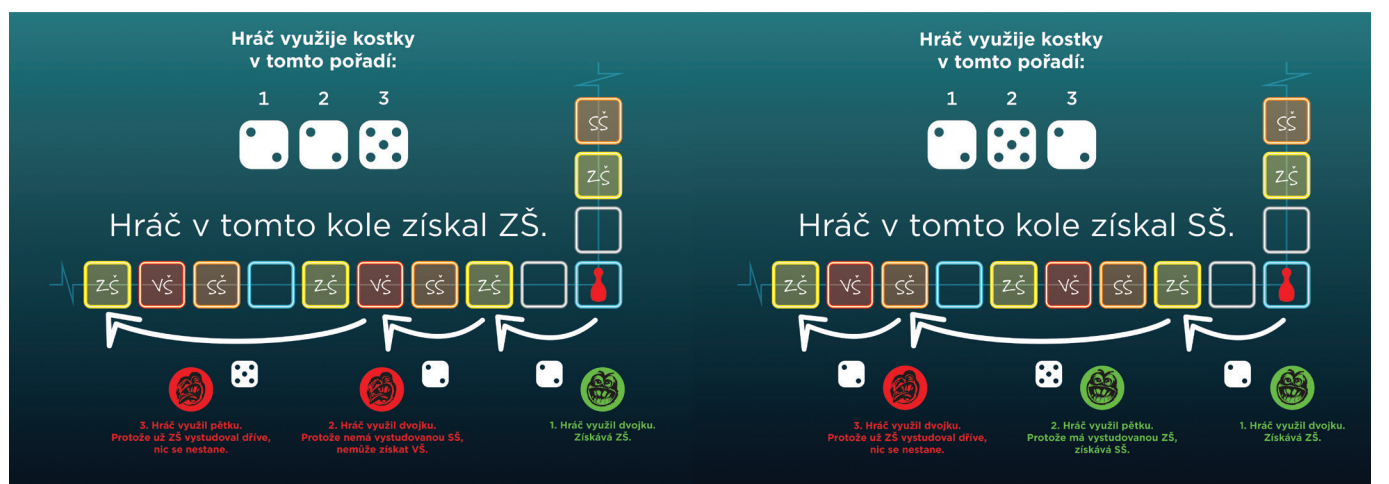 Hráč využije kostky
v tomto pořadí:
1 2 3
SŠ
ZŠ
Hráč v tomto kole získal ZŠ.
ZŠ VŠ SŠ ZŠ VŠ SŠ ZŠ
3. Hráč využil pětku.
Protože už ZŠ vystudoval dříve,
nic se nestane.
2. Hráč využil dvojku.
Protože nemá vystudovanou SŠ,
nemůže získat VŠ.
1. Hráč využil dvojku.
Získává ZŠ.
Hráč využije kostky
v tomto pořadí:
1 2 3
SŠ
ZŠ
Hráč v tomto kole získal SŠ.
ZŠ VŠ SŠ ZŠ VŠ SŠ ZŠ
3. Hráč využil dvojku.
Protože už ZŠ vystudoval dříve,
nic se nestane.
2. Hráč využil pětku.
Protože má vystudovanou ZŠ,
získává SŠ.
1. Hráč využil dvojku.
Získává ZŠ.